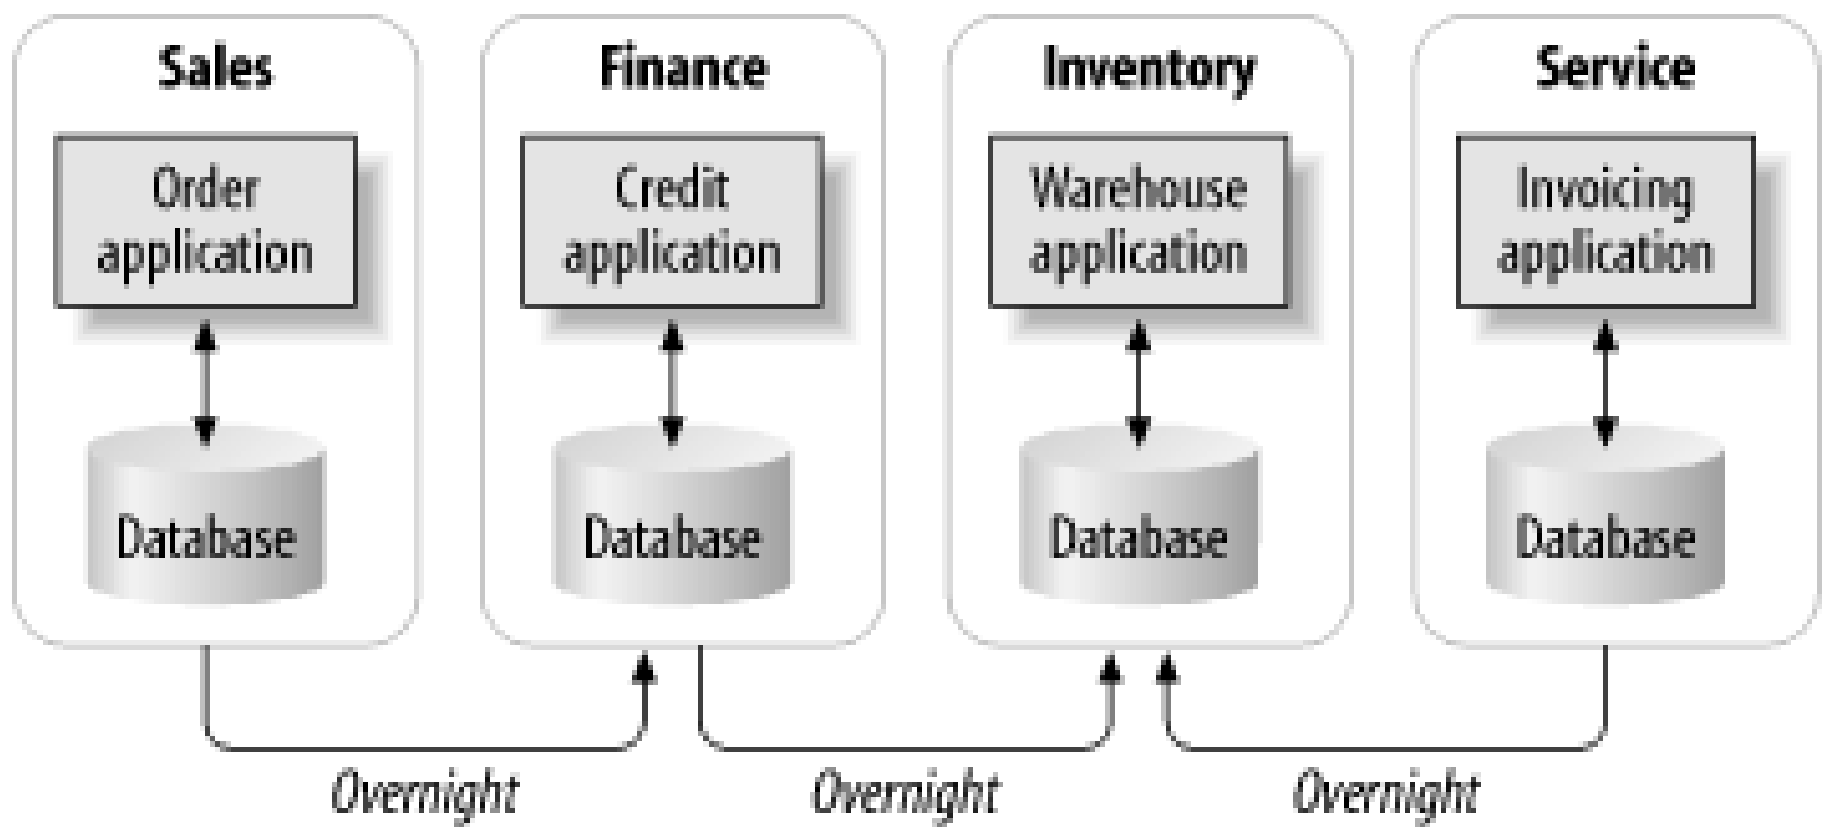 Sales
Finance
Inventory
Service
Order
application
Credit
application
Warehouse
application
Invoicing
application
Database
Database
Database
Database
Overnight
Overnight
Overnight